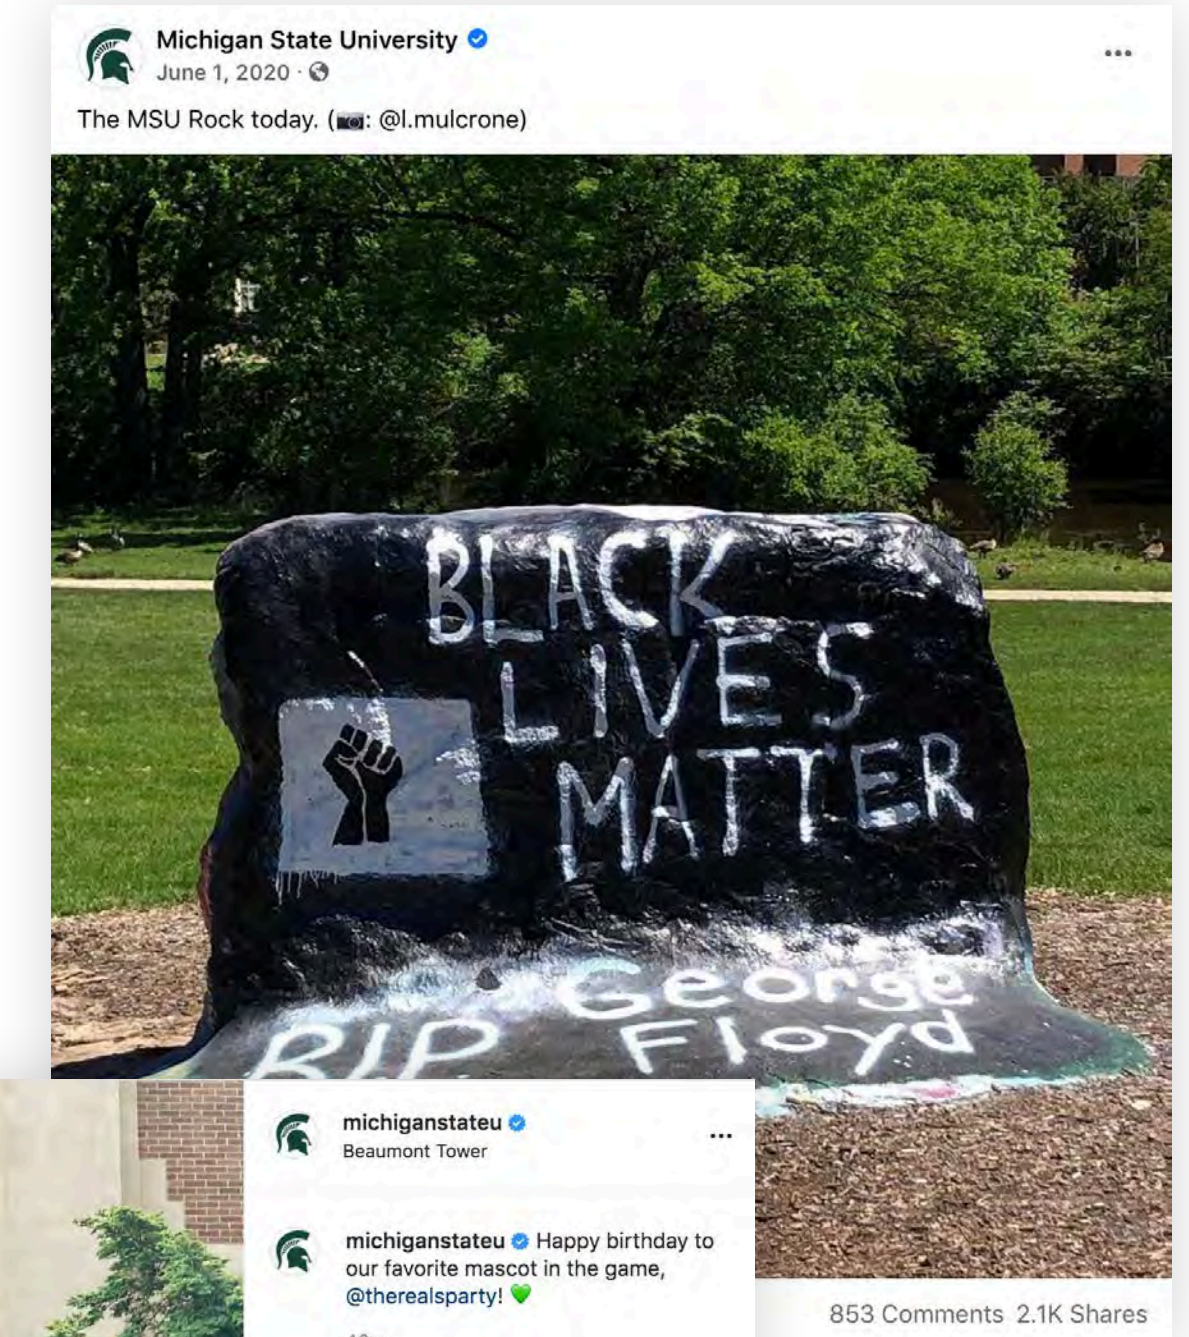 Michigan State University
June 1, 2020 ·
The MSU Rock today. (📷: @l.mulcrone)
BLACK
LIVES
MATTER
George
R.I.P. Floyd
michiganstateu
Beaumont Tower
michiganstateu Happy birthday to
our favorite mascot in the game,
@therealsparty! 💚
853 Comments 2.1K Shares